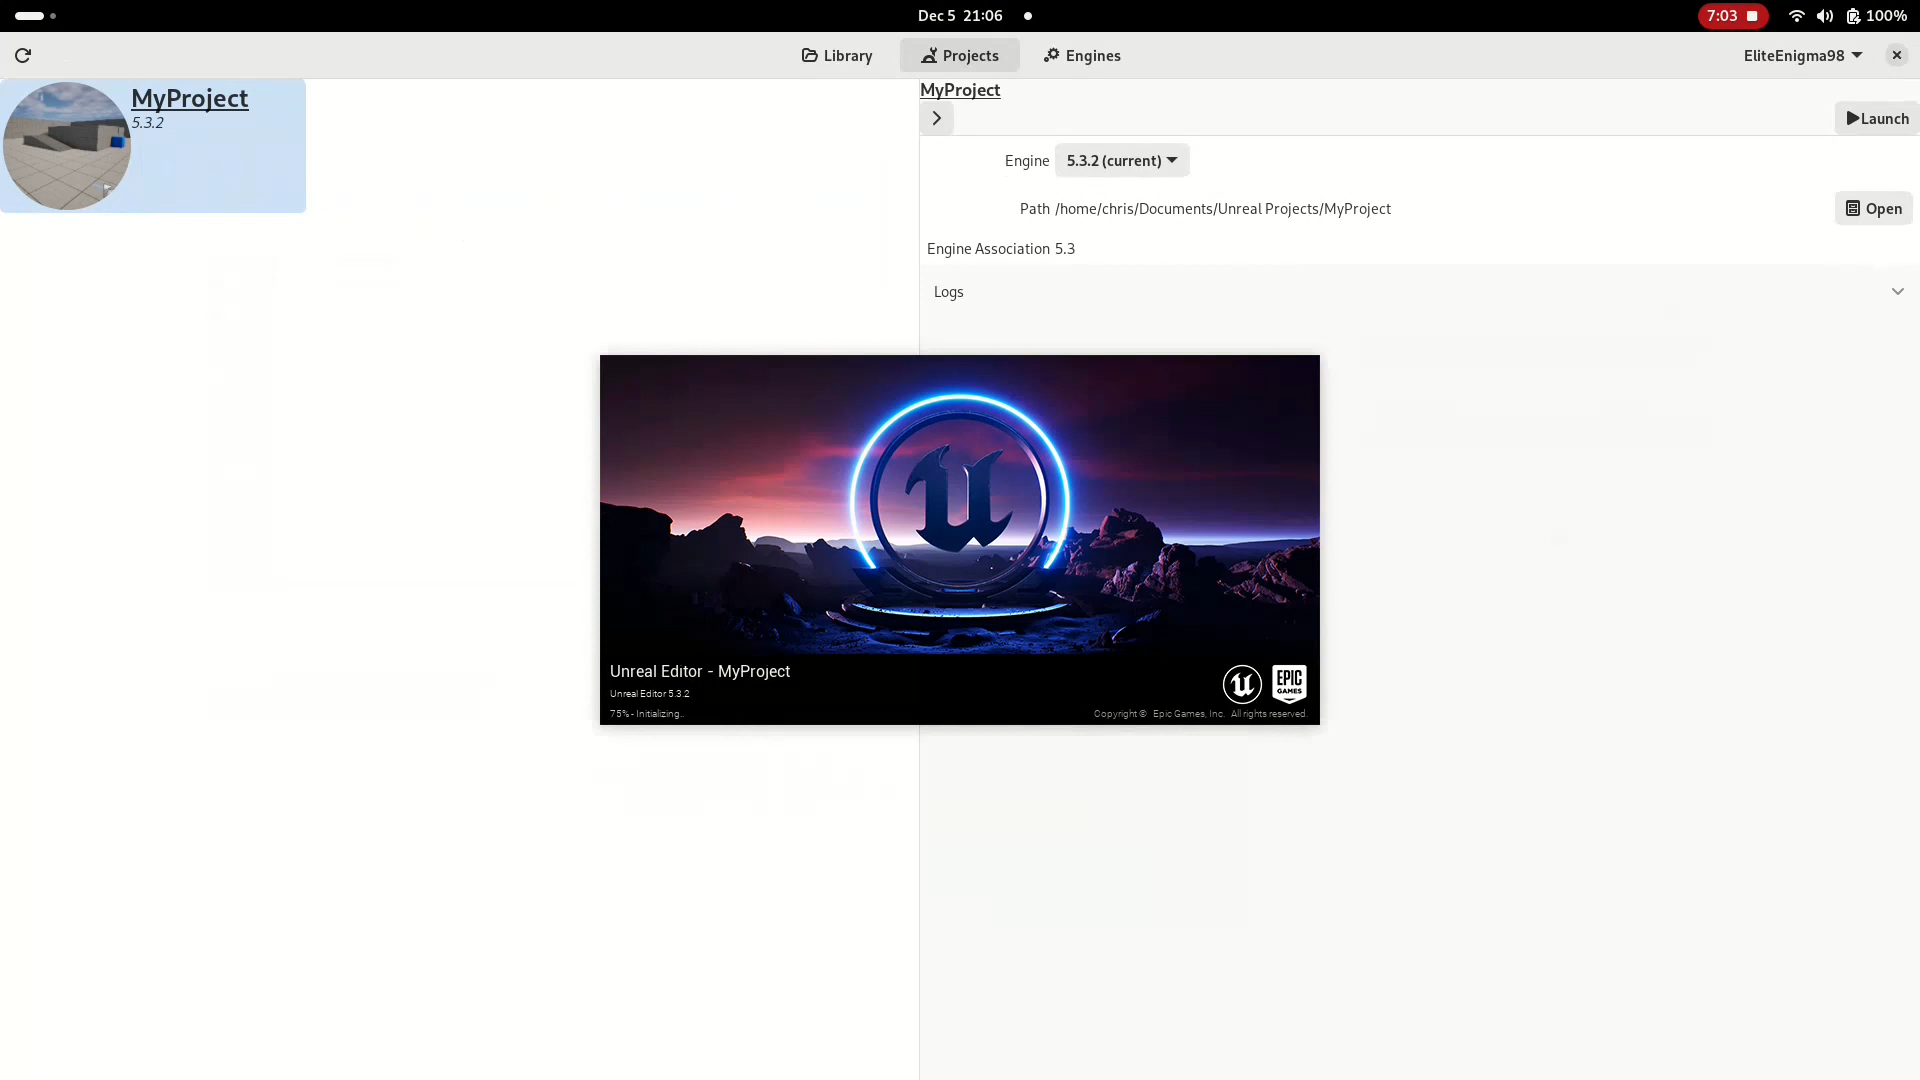 Dec 5 21:06
7:03
100%
Library
Projects
Engines
EliteEnigma98
MyProject
5.3.2
MyProject
Launch
Engine 5.3.2 (current)
Path /home/chris/Documents/Unreal Projects/MyProject
Open
Engine Association 5.3
Logs
Unreal Editor - MyProject
Unreal Editor 5.3.2
75% - Initializing...
EPIC
GAMES
Copyright © Epic Games, Inc. All rights reserved.